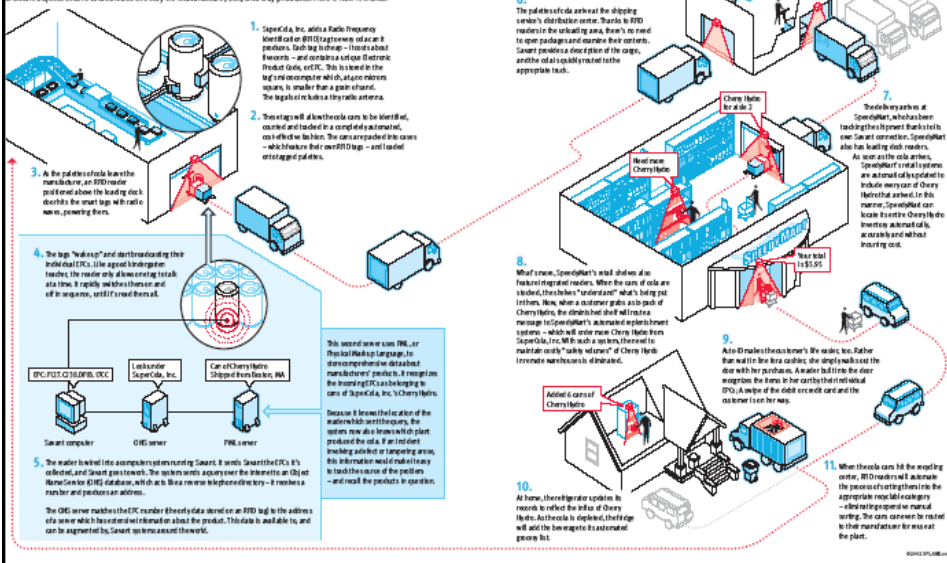 1. SuperCola, Inc. adds a Radio Frequency
Identification (RFID) tag to every cola can it
produces. Each tag is cheap – it costs about
five cents – and contains a unique Electronic
Product Code, or EPC. This is stored in the
tag's microcomputer which, at 400 microns
square, is smaller than a grain of sand.
The tag also includes a tiny radio antenna.
2. These tags will allow the cola cans to be identified,
counted and tracked in a completely automated,
cost-effective fashion. The cans are packed into cases
– which feature their own RFID tags – and loaded
onto tagged palettes.
3. As the palettes of cola leave the
manufacturer, an RFID reader
positioned above the loading dock
door hits the smart tags with radio
waves, powering them.
4. The tags "wake up" and start broadcasting their
individual EPCs. Like a good kindergarten
teacher, the reader only allows one tag to talk
at a time. It rapidly switches them on and
off in sequence, until it's read them all.
Look under
SuperCola, Inc.
Can of Cherry Hydro
Shipped from Boston, MA
Savant computer
ONS server
PML server
This second server uses PML, or
Physical Markup Language, to
store comprehensive data about
manufacturers' products. It recognizes
the incoming EPCs as belonging to
cans of SuperCola, Inc.'s Cherry Hydro.
Because it knows the location of the
reader which sent the query, the
system now also knows which plant
produced the cola. If an incident
involving a defect or tampering arose,
this information would make it easy
to track the source of the problem
– and recall the products in question.
5. The reader is wired into a computer system running Savant. It sends Savant the EPCs it's
collected, and Savant goes to work. The system sends a query over the internet to an Object
Name Service (ONS) database, which acts like a reverse telephone directory – it receives a
number and produces an address.
The ONS server matches the EPC number (the only data stored on an RFID tag) to the address
of a server which has extensive information about the product. This data is available to, and
can be augmented by, Savant systems around the world.
The palettes of cola arrive at the shipping
service's distribution center. Thanks to RFID
readers in the unloading area, there's no need
to open packages and examine their contents.
Savant provides a description of the cargo,
and the cola is quickly routed to the
appropriate truck.
7.
The delivery arrives at
SpeedyMart, who has been
tracking the shipment thanks to its
own Savant connection. SpeedyMart
also has loading dock readers.
As soon as the cola arrives,
SpeedyMart's retail systems
are automatically updated to
include every can of Cherry
Hydro that arrived. In this
manner, SpeedyMart can
locate its entire Cherry Hydro
inventory automatically,
accurately and without
incurring cost.
Cherry Hydro
for aisle 2
Need more
Cherry Hydro
SPEEDYMART
Your total
is $5.95
8.
What's more, SpeedyMart's retail shelves also
feature integrated readers. When the cans of cola are
stocked, the shelves "understand" what's being put
in them. Now, when a customer grabs a six-pack of
Cherry Hydro, the diminished shelf will route a
message to SpeedyMart's automated replenishment
systems – which will order more Cherry Hydro from
SuperCola, Inc. With such a system, the need to
maintain costly "safety volumes" of Cherry Hydro
in remote warehouses is eliminated.
9.
Auto-ID makes the customer's life easier, too. Rather
than wait in line for a cashier, she simply walks out the
door with her purchases. A reader built into the door
recognizes the items in her cart by their individual
EPCs; A swipe of the debit or credit card and the
customer is on her way.
Added 6 cans of
Cherry Hydro
10.
At home, the refrigerator updates its
records to reflect the influx of Cherry
Hydro. As the cola is depleted, the fridge
will add the beverage to its automated
grocery list.
11. When the cola cans hit the recycling
center, RFID readers will automate
the process of sorting them into the
appropriate recyclable category
– eliminating expensive manual
sorting. The cans can even be routed
to their manufacturer for reuse at
the plant.